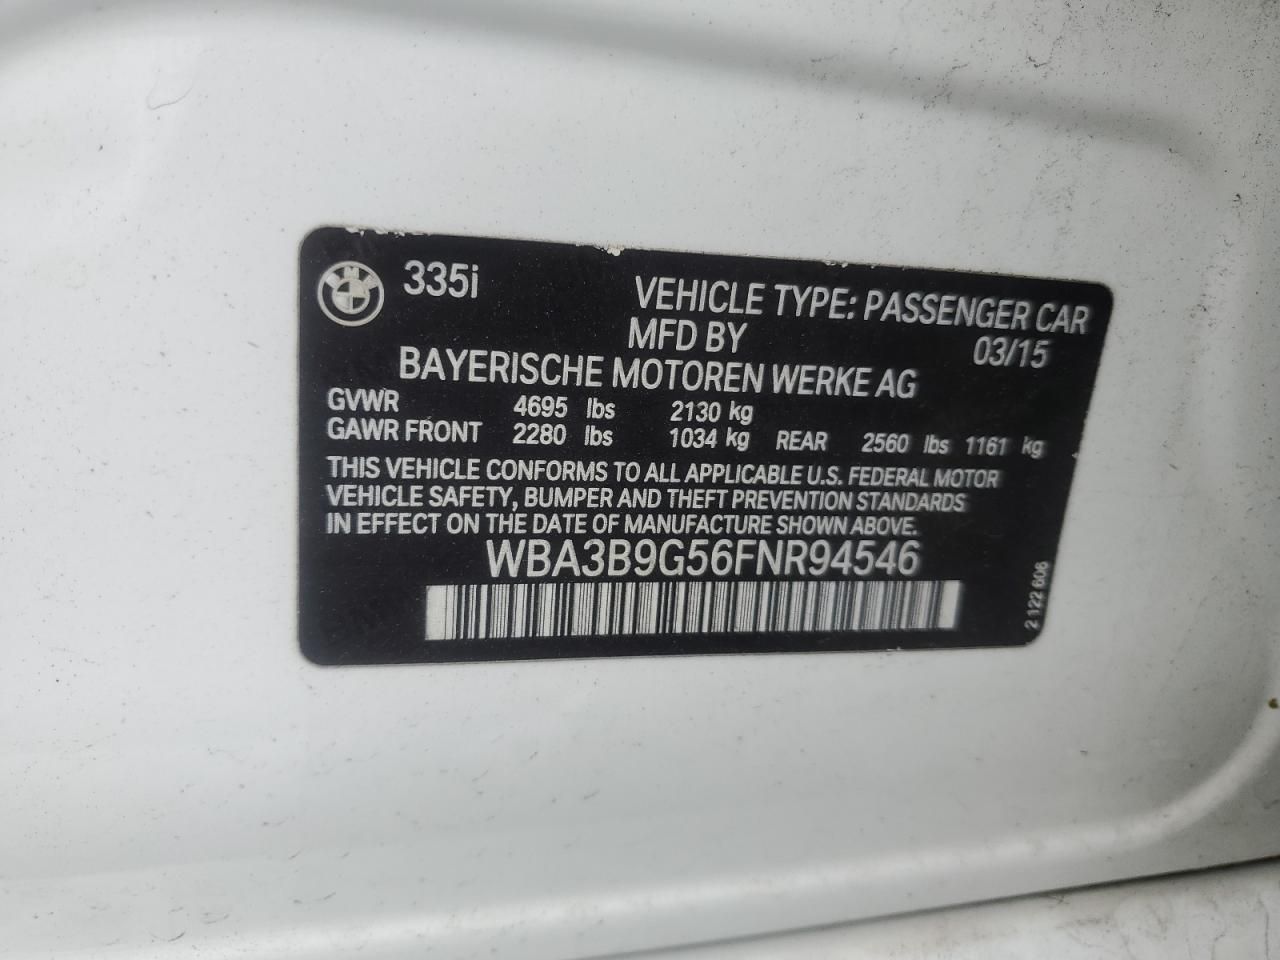 335i
VEHICLE TYPE: PASSENGER CAR
MFD BY 03/15
BAYERISCHE MOTOREN WERKE AG
GVWR 4695 lbs 2130 kg
GAWR FRONT 2280 lbs 1034 kg REAR 2560 lbs 1161 kg
THIS VEHICLE CONFORMS TO ALL APPLICABLE U.S. FEDERAL MOTOR
VEHICLE SAFETY, BUMPER AND THEFT PREVENTION STANDARDS
IN EFFECT ON THE DATE OF MANUFACTURE SHOWN ABOVE.
WBA3B9G56FNR94546
2 122 606